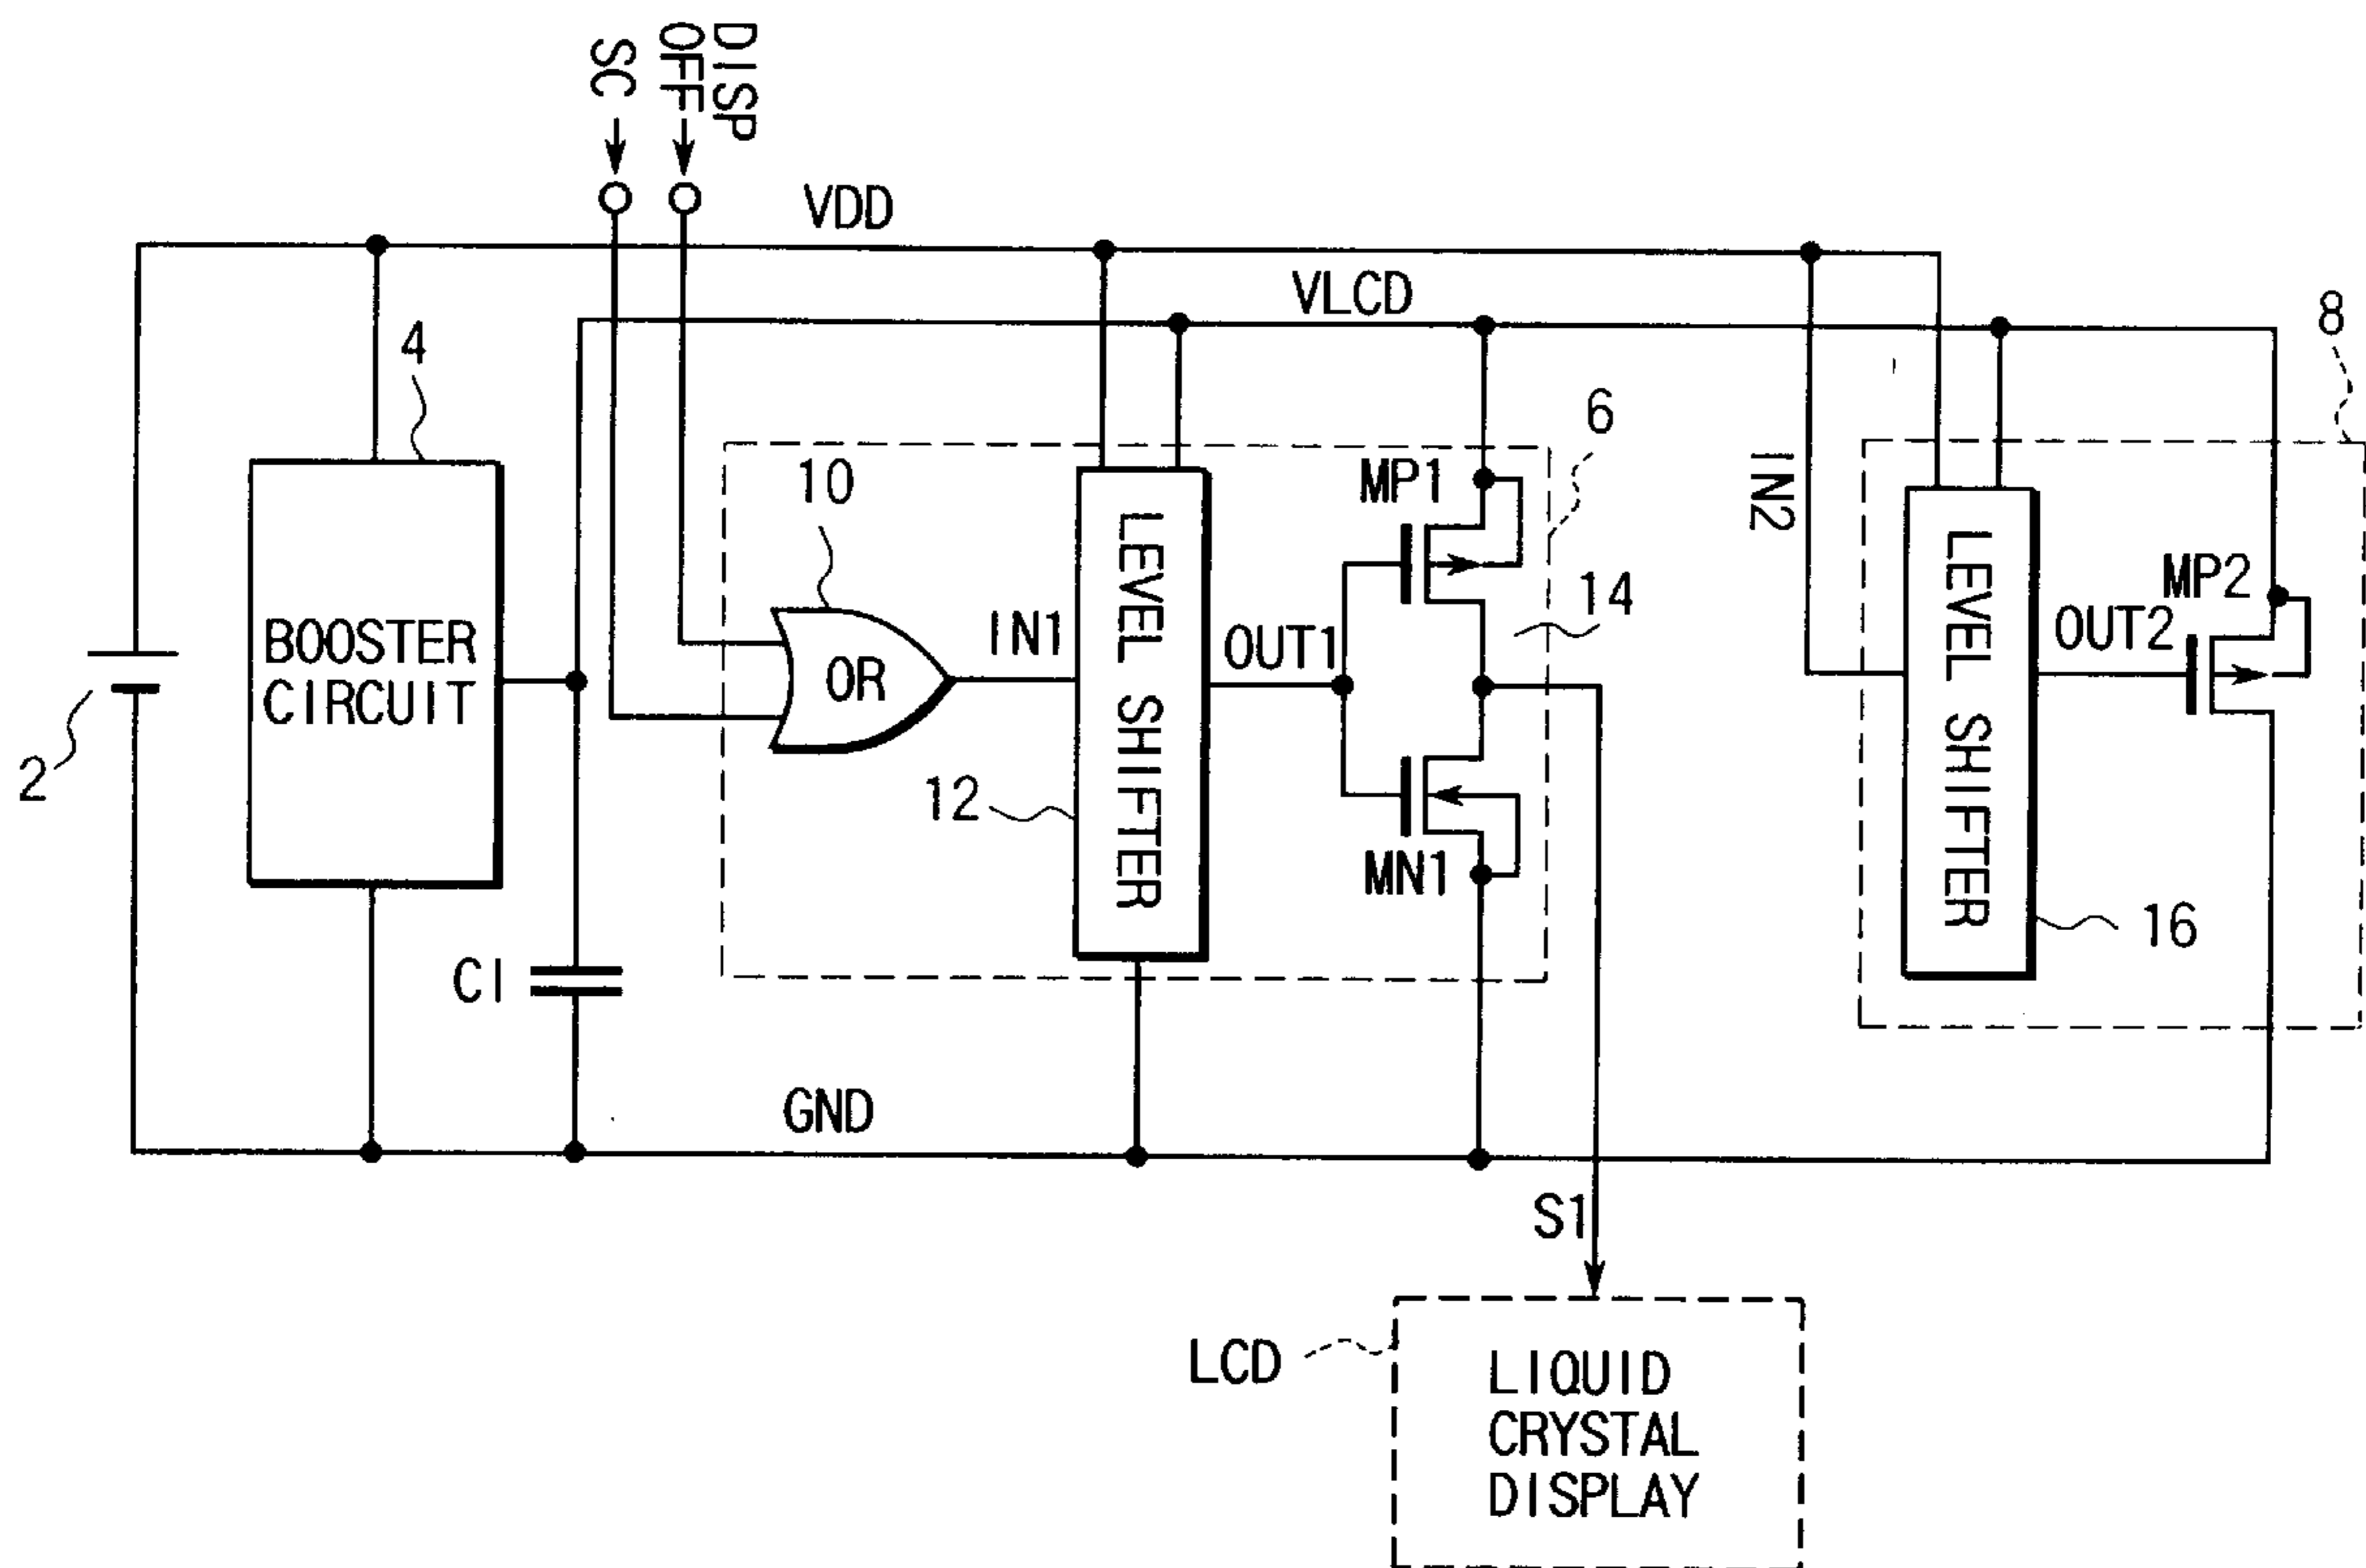 DISP
OFF
SC
VDD
VLCD
8
4
6
10
MP1
IN2
14
MP2
BOOSTER
CIRCUIT
OR
IN1
LEVEL SHIFTER
OUT1
LEVEL SHIFTER
OUT2
2
12
MN1
16
C1
GND
S1
LCD
LIQUID
CRYSTAL
DISPLAY